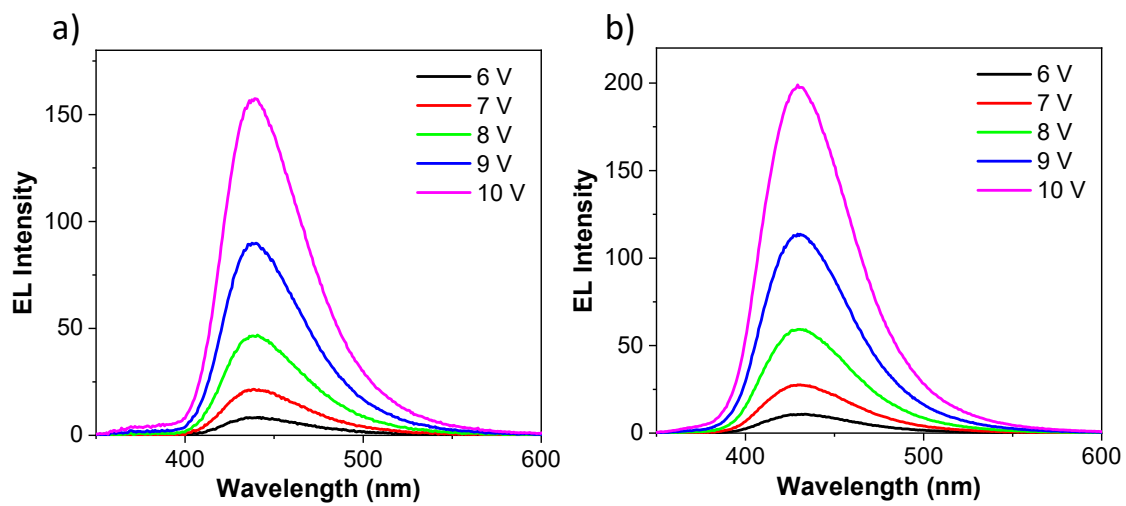 a)
EL Intensity
150
100
50
0
6 V
7 V
8 V
9 V
10 V
400
500
600
Wavelength (nm)
b)
EL Intensity
200
150
100
50
0
6 V
7 V
8 V
9 V
10 V
400
500
600
Wavelength (nm)